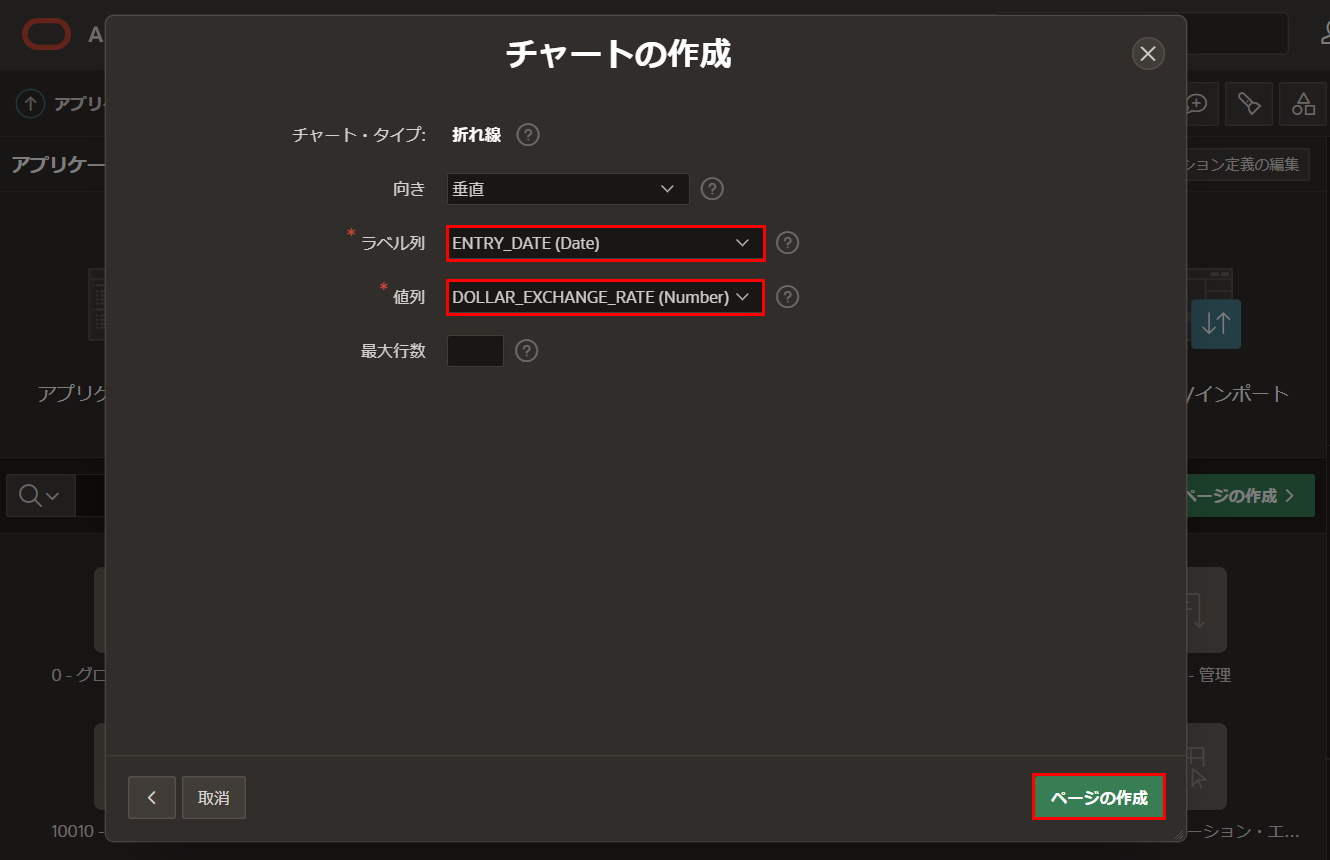 A
チャートの作成
アプリケ
チャート・タイプ: 折れ線
アプリケー
ション定義の編集
向き 垂直
* ラベル列 ENTRY_DATE (Date)
* 値列 DOLLAR_EXCHANGE_RATE (Number)
最大行数
アプリケ
/インポート
ページの作成
0 - グロ
- 管理
取消
ページの作成
10010 -
ーション・エ...